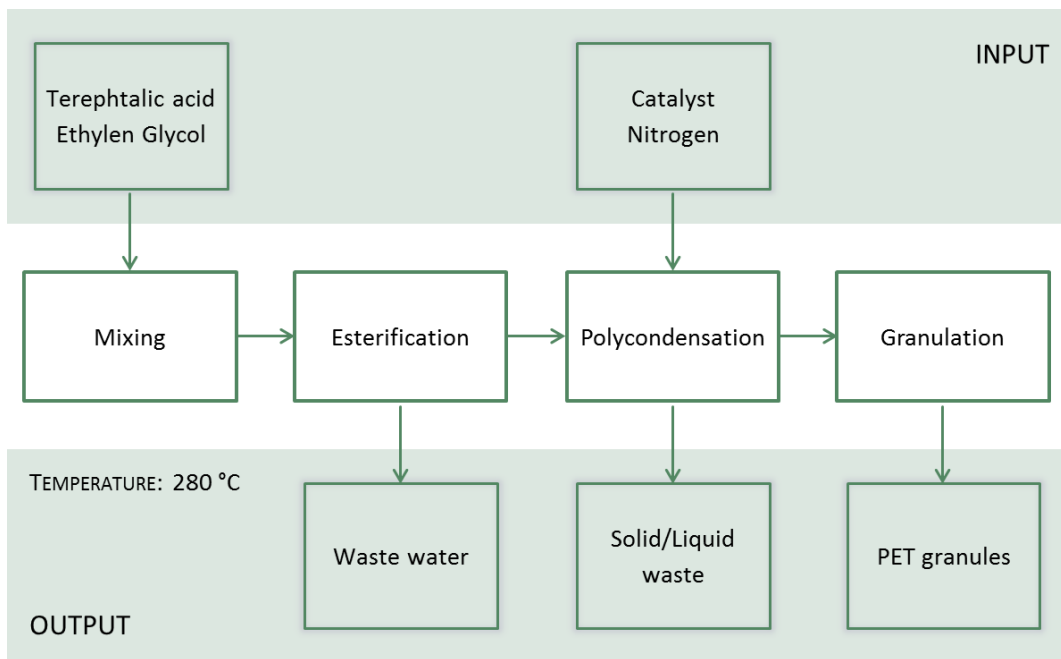 INPUT
Terephtalic acid
Ethylen Glycol
Catalyst
Nitrogen
Mixing
Esterification
Polycondensation
Granulation
TEMPERATURE: 280 °C
Waste water
Solid/Liquid
waste
PET granules
OUTPUT